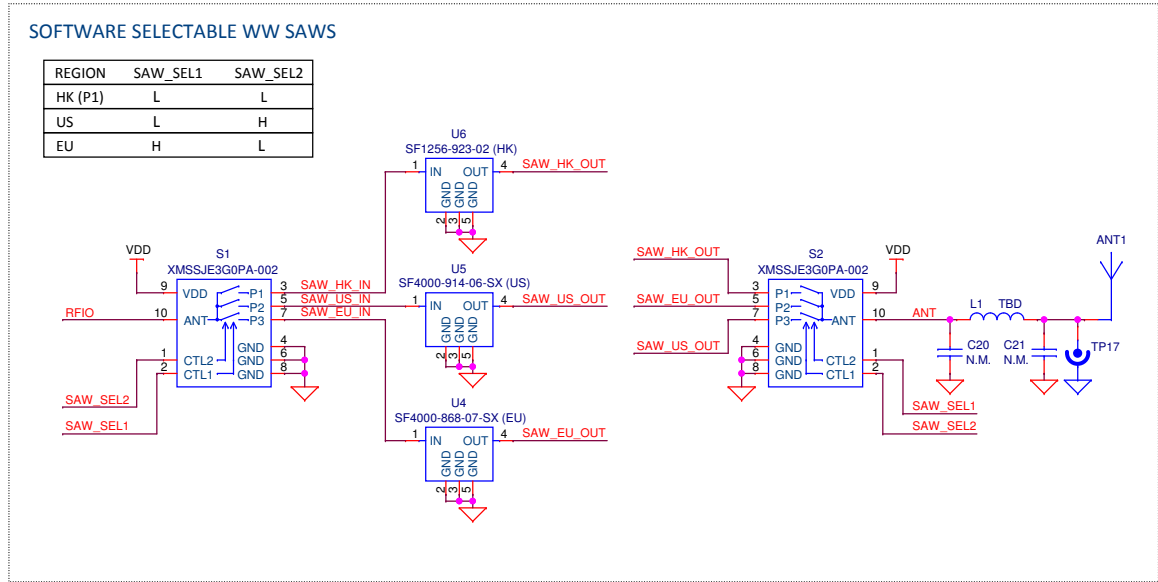 SOFTWARE SELECTABLE WW SAWS
REGION SAW_SEL1 SAW_SEL2
HK (P1) L L
US L H
EU H L
U6
SF1256-923-02 (HK)
1 IN OUT 4 SAW_HK_OUT
GND GND GND
2 3 5
VDD
S1
XMSSJE3G0PA-002
9 VDD P1 3 SAW_HK_IN
P2 5 SAW_US_IN
RFIO 10 ANT P3 7 SAW_EU_IN
GND 4
1 CTL2 GND 6
2 CTL1 GND 8
SAW_SEL2
SAW_SEL1
U5
SF4000-914-06-SX (US)
1 IN OUT 4 SAW_US_OUT
GND GND GND
2 3 5
U4
SF4000-868-07-SX (EU)
1 IN OUT 4 SAW_EU_OUT
GND GND GND
2 3 5
SAW_HK_OUT
S2
XMSSJE3G0PA-002
VDD
3 P1 VDD 9
SAW_EU_OUT 5 P2
7 P3 ANT 10 ANT
SAW_US_OUT
4 GND
6 GND CTL2 1
8 GND CTL1 2
SAW_SEL1
SAW_SEL2
L1 TBD
C20
N.M.
C21
N.M.
TP17
ANT1